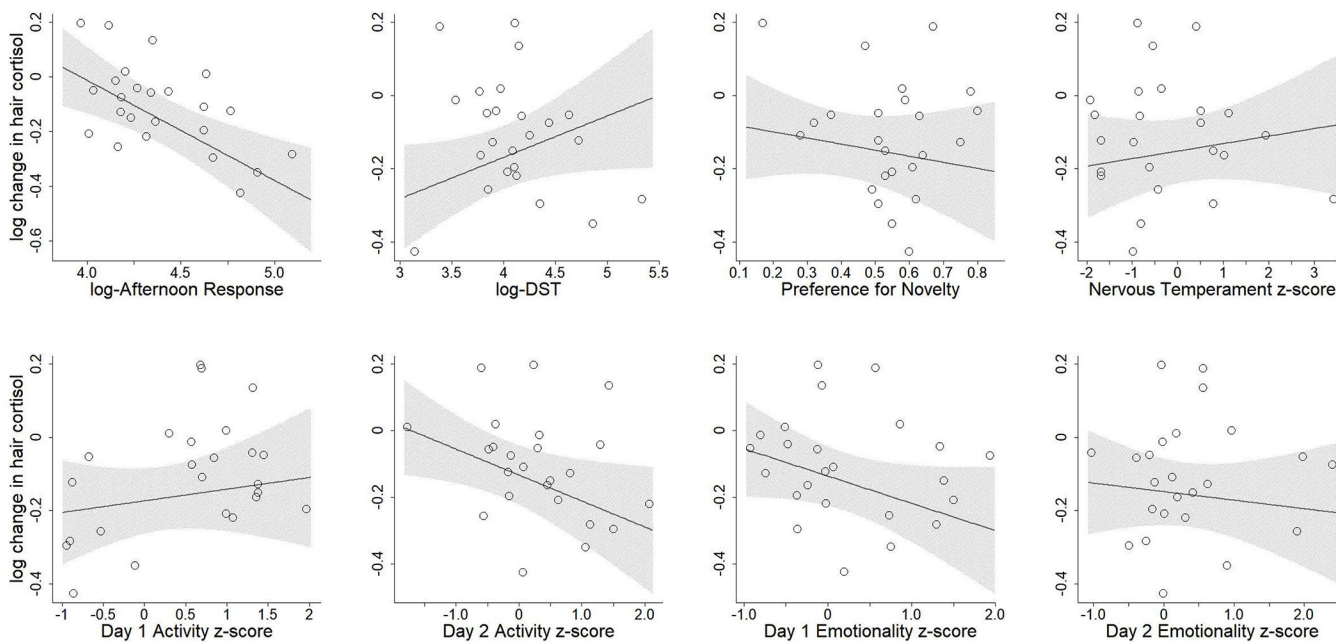 log change in hair cortisol
0.2
0
-0.2
-0.4
-0.6
4.0 4.5 5.0
log-Afternoon Response
0.2
0
-0.2
-0.4
3 3.5 4 4.5 5 5.5
log-DST
0.2
0
-0.2
-0.4
0.1 0.2 0.3 0.4 0.5 0.6 0.7 0.8
Preference for Novelty
0.2
0
-0.2
-0.4
-2 -1 0 1 2 3
Nervous Temperament z-score
log change in hair cortisol
0.2
0
-0.2
-0.4
-1 -0.5 0 0.5 1 1.5 2
Day 1 Activity z-score
0.2
0
-0.2
-0.4
-1.0 0 1.0 2.0
Day 2 Activity z-score
0.2
0
-0.2
-0.4
-1.0 0 1.0 2.0
Day 1 Emotionality z-score
0.2
0
-0.2
-0.4
-1.0 0 1.0 2.0
Day 2 Emotionality z-score